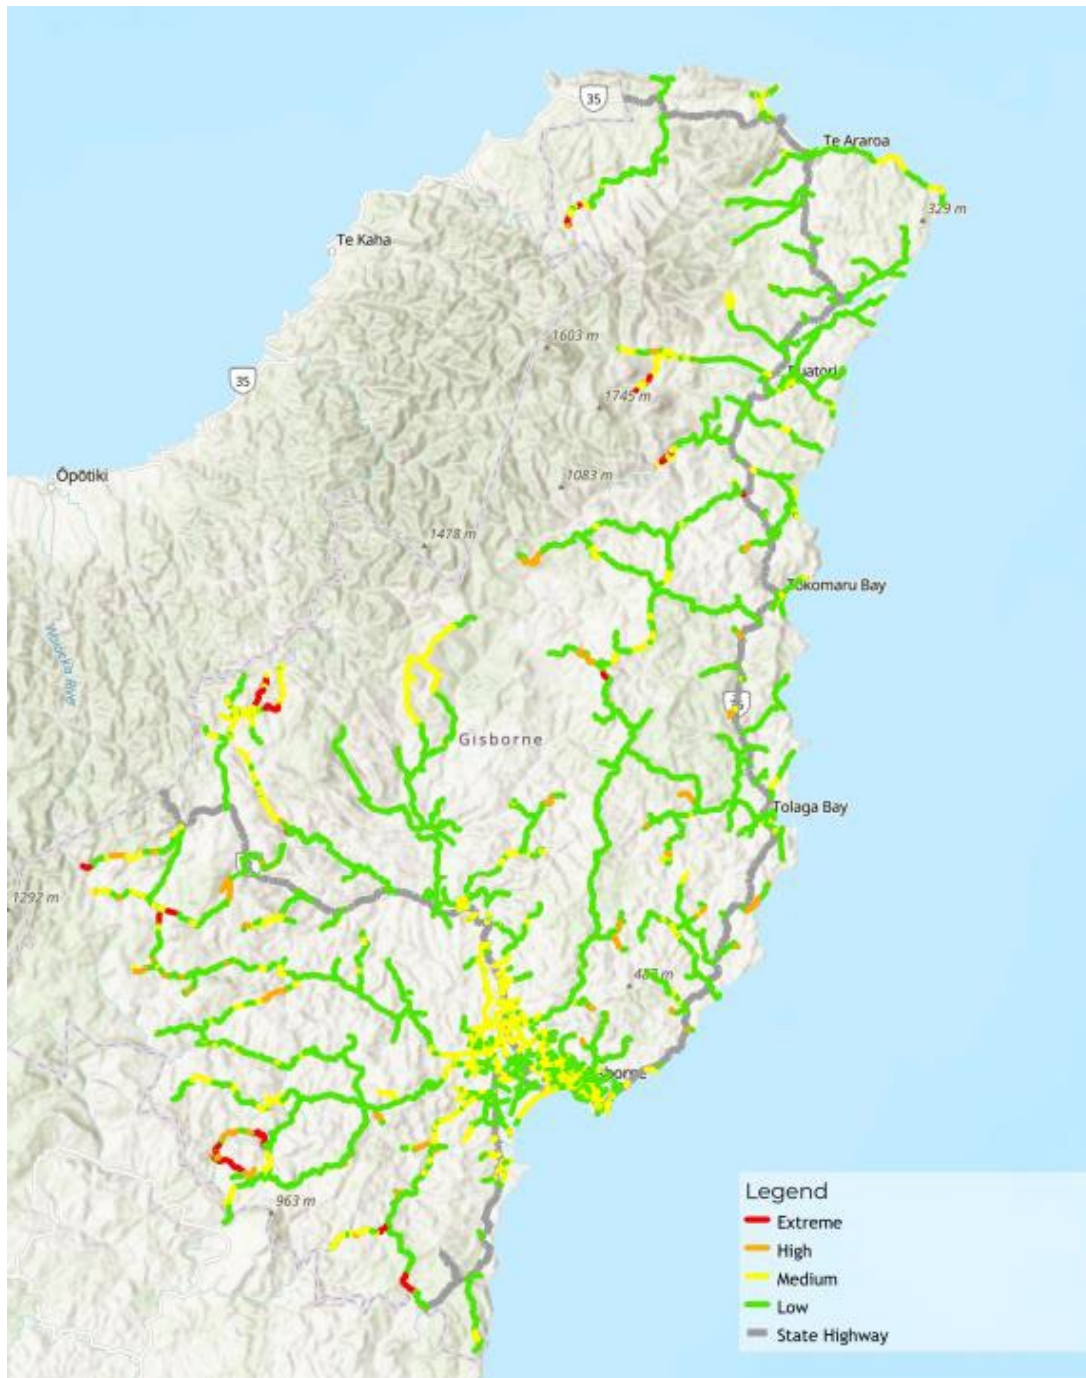 35
Te Araroa
329 m
Te Kaha
1603 m
35
1745 m
Ōpōtiki
1083 m
1478 m
Tokomaru Bay
Gisborne
Tolaga Bay
1292 m
487 m
963 m
Legend
Extreme
High
Medium
Low
State Highway